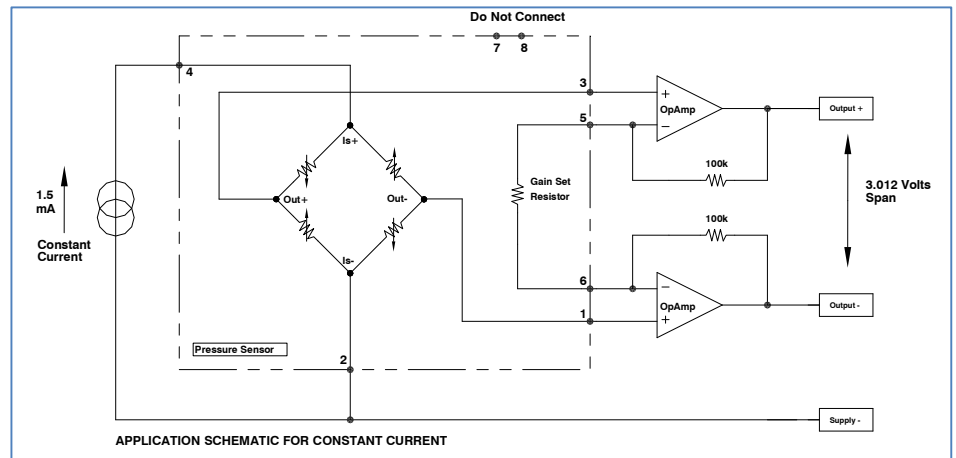 Do Not Connect
7 8
4
3
+
OpAmp
−
Output +
5
Is+
100k
1.5
mA
Gain Set
Resistor
Out+
Out-
3.012 Volts
Span
Constant
Current
100k
Is-
6
−
OpAmp
+
Output -
1
Pressure Sensor
2
Supply -
APPLICATION SCHEMATIC FOR CONSTANT CURRENT